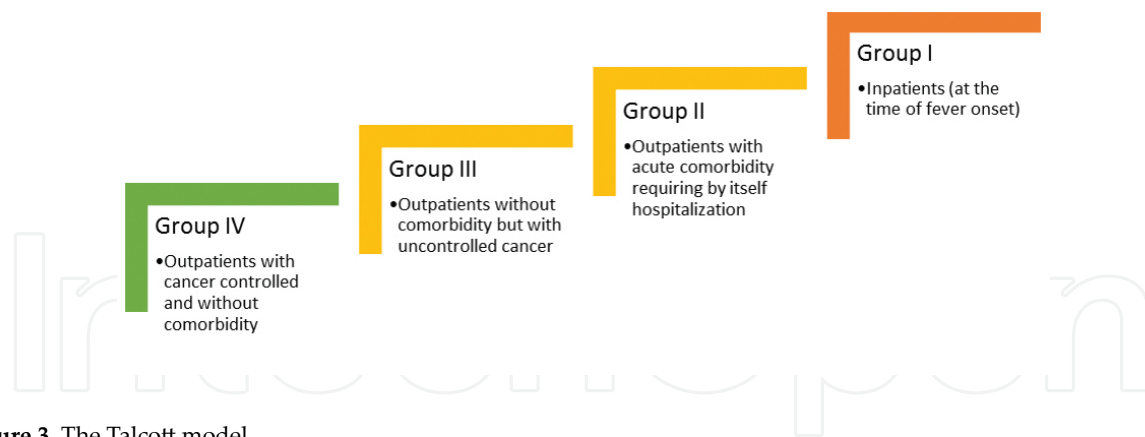 Group I
•Inpatients (at the
time of fever onset)
Group II
•Outpatients with
acute comorbidity
requiring by itself
hospitalization
Group III
•Outpatients without
comorbidity but with
uncontrolled cancer
Group IV
•Outpatients with
cancer controlled
and without
comorbidity
ure 3. The Talcott model